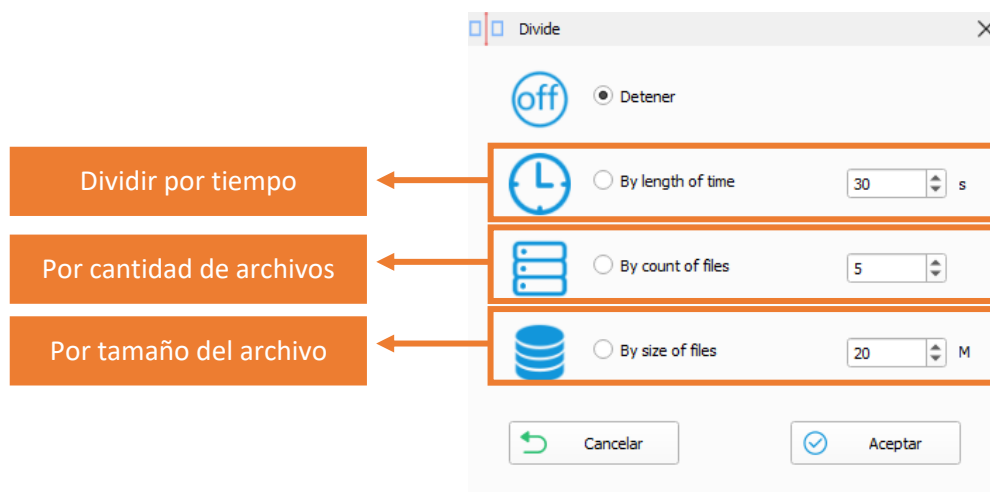 Divide
off
Detener
Dividir por tiempo
By length of time
30
s
Por cantidad de archivos
By count of files
5
Por tamaño del archivo
By size of files
20
M
Cancelar
Aceptar